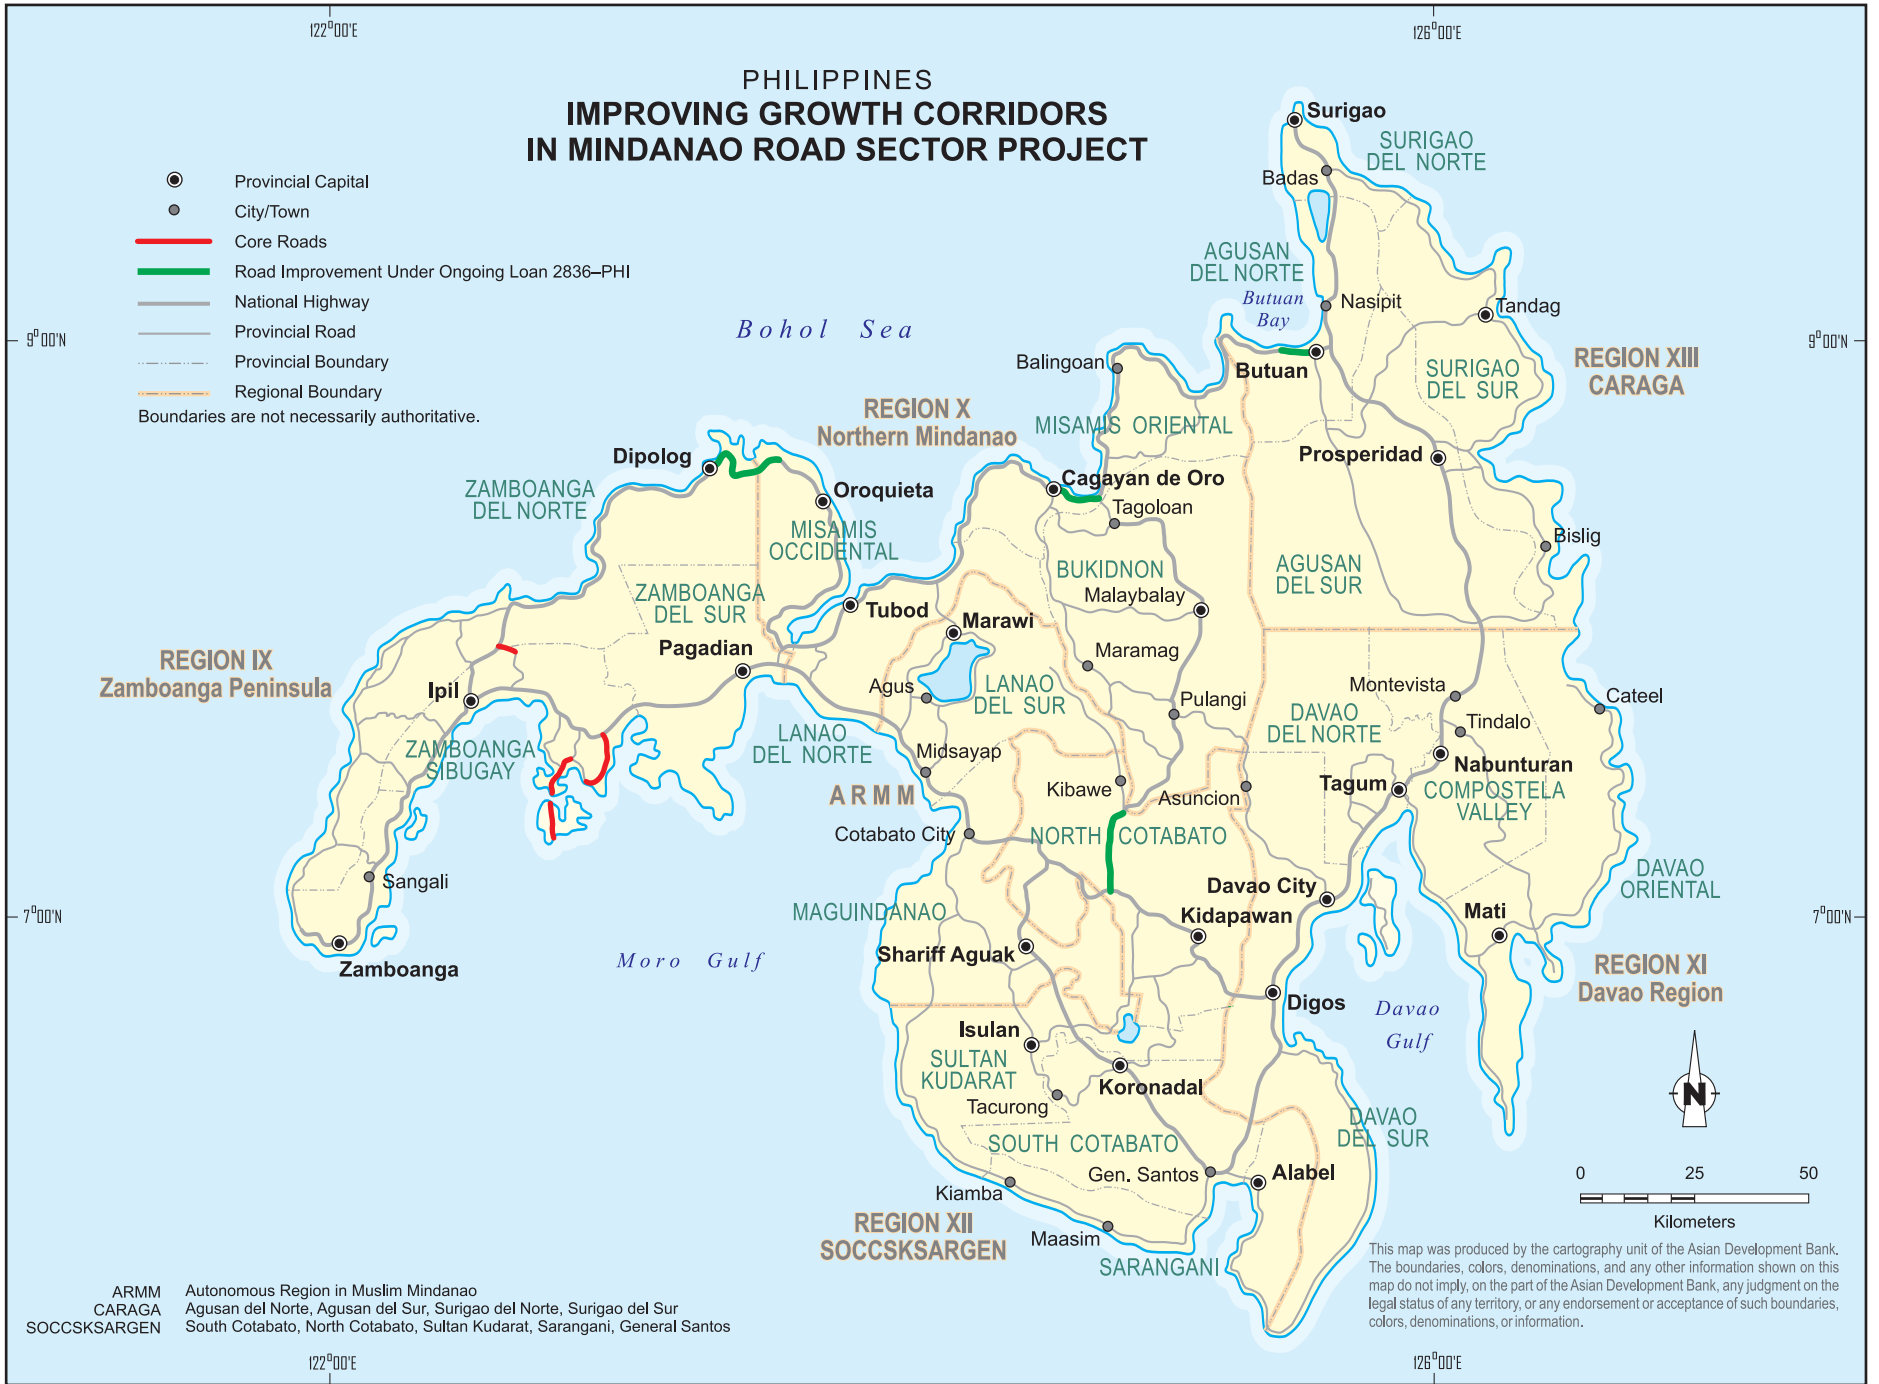 122°00'E
126°00'E
PHILIPPINES
IMPROVING GROWTH CORRIDORS
IN MINDANAO ROAD SECTOR PROJECT
Provincial Capital
City/Town
Core Roads
Road Improvement Under Ongoing Loan 2836–PHI
National Highway
Provincial Road
Provincial Boundary
Regional Boundary
Boundaries are not necessarily authoritative.
Surigao
SURIGAO
DEL NORTE
Badas
AGUSAN
DEL NORTE
Butuan
Bay
Nasipit
Tandag
Bohol Sea
9°00'N
9°00'N
Balingoan
Butuan
SURIGAO
DEL SUR
REGION XIII
CARAGA
REGION X
Northern Mindanao
MISAMIS ORIENTAL
Dipolog
Prosperidad
Cagayan de Oro
ZAMBOANGA
DEL NORTE
Oroquieta
Tagoloan
MISAMIS
OCCIDENTAL
Bislig
BUKIDNON
AGUSAN
DEL SUR
Malaybalay
ZAMBOANGA
DEL SUR
Tubod
Marawi
Pagadian
Maramag
REGION IX
Zamboanga Peninsula
Ipil
Agus
LANAO
DEL SUR
Pulangi
Montevista
Cateel
DAVAO
DEL NORTE
Tindalo
LANAO
DEL NORTE
ZAMBOANGA
SIBUGAY
Midsayap
Nabunturan
ARMM
Kibawe
Asuncion
Tagum
COMPOSTELA
VALLEY
Cotabato City
NORTH COTABATO
Sangali
Davao City
DAVAO
ORIENTAL
MAGUINDANAO
Kidapawan
Mati
7°00'N
7°00'N
Shariff Aguak
Zamboanga
Moro Gulf
REGION XI
Davao Region
Digos
Davao
Gulf
Isulan
SULTAN
KUDARAT
Koronadal
Tacurong
N
DAVAO
DEL SUR
SOUTH COTABATO
Gen. Santos
Alabel
Kiamba
0 25 50
Kilometers
REGION XII
SOCCSKSARGEN
Maasim
SARANGANI
This map was produced by the cartography unit of the Asian Development Bank.
The boundaries, colors, denominations, and any other information shown on this
map do not imply, on the part of the Asian Development Bank, any judgment on the
legal status of any territory, or any endorsement or acceptance of such boundaries,
colors, denominations, or information.
ARMM Autonomous Region in Muslim Mindanao
CARAGA Agusan del Norte, Agusan del Sur, Surigao del Norte, Surigao del Sur
SOCCSKSARGEN South Cotabato, North Cotabato, Sultan Kudarat, Sarangani, General Santos
122°00'E
126°00'E